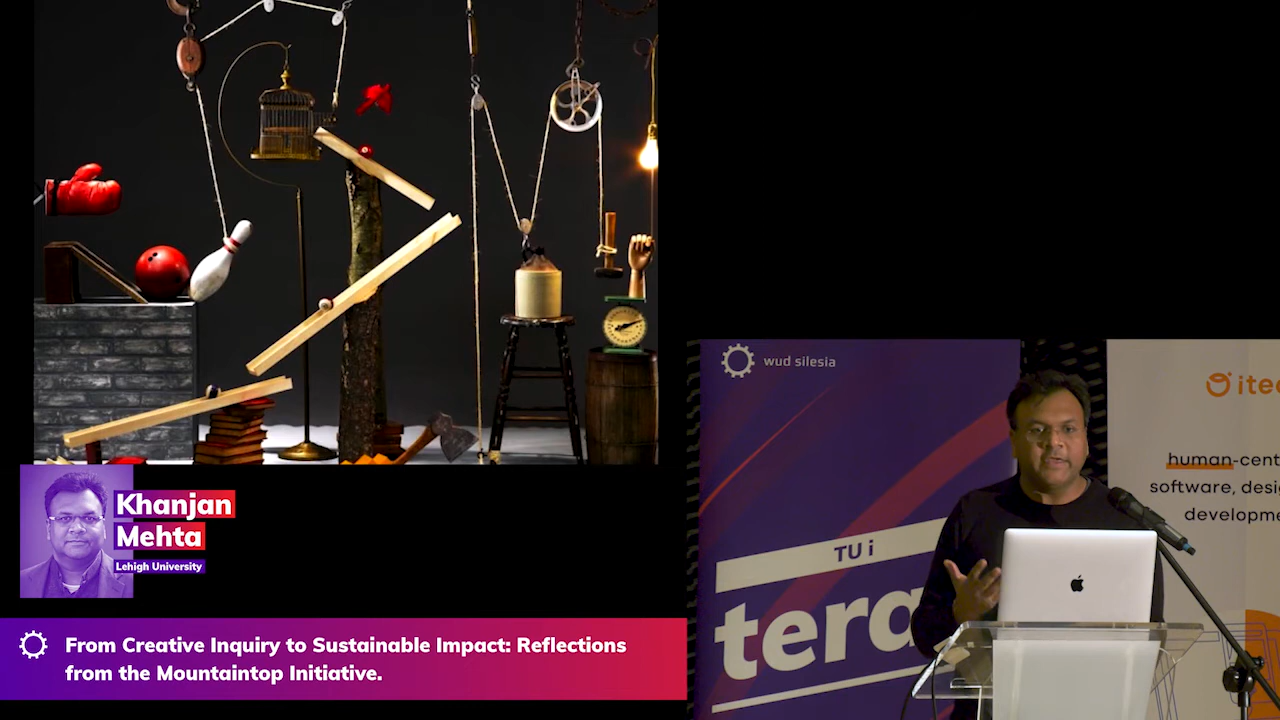 wud silesia
TU i
tera
human-cent
software, desi
developme
Khanjan
Mehta
Lehigh University
From Creative Inquiry to Sustainable Impact: Reflections
from the Mountaintop Initiative.